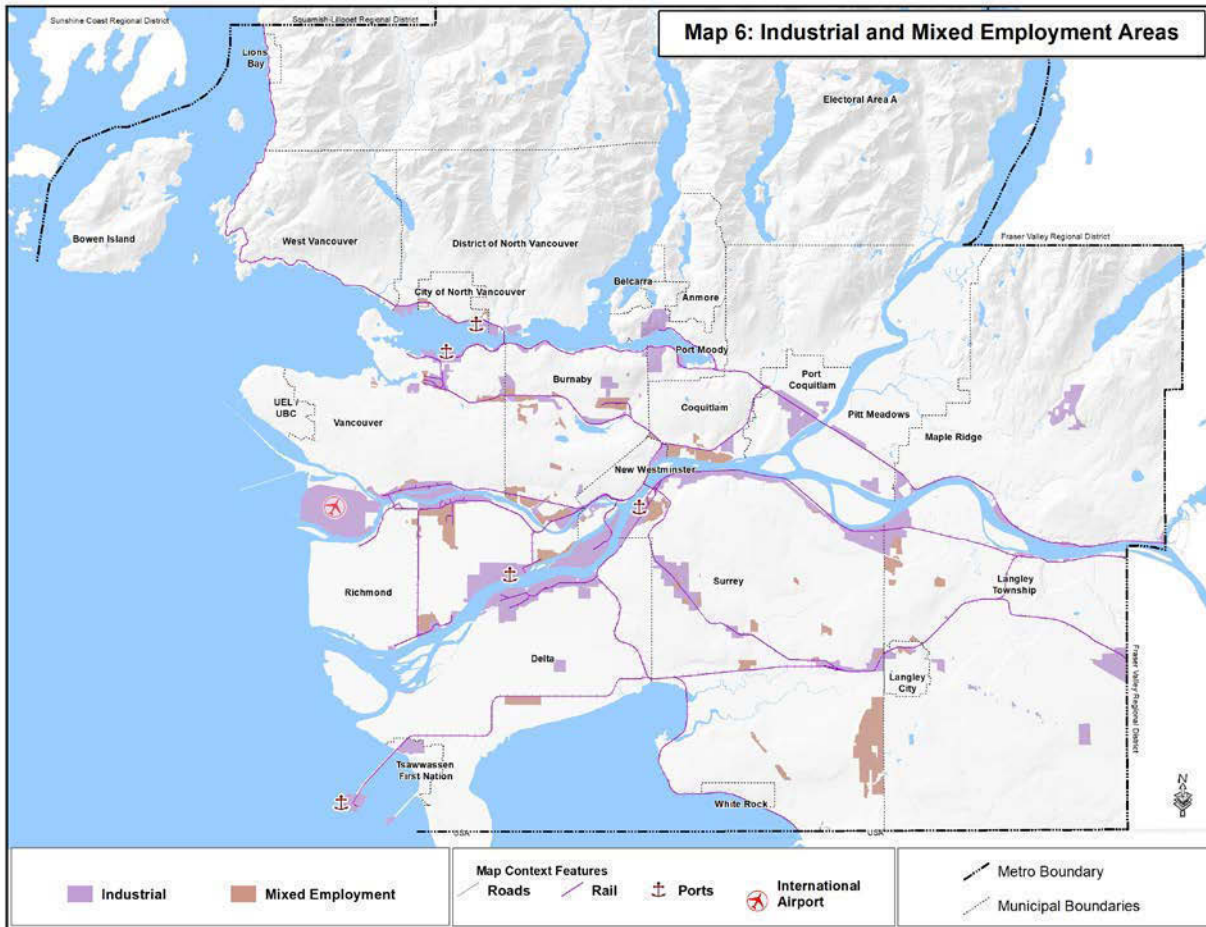 Sunshine Coast Regional District
Squamish-Lillooet Regional District
Map 6: Industrial and Mixed Employment Areas
Lions
Bay
Electoral Area A
Bowen Island
West Vancouver
District of North Vancouver
Fraser Valley Regional District
Belcarra
City of North Vancouver
Anmore
Port Moody
Port
Coquitlam
Burnaby
UEL /
UBC
Coquitlam
Pitt Meadows
Vancouver
Maple Ridge
New Westminster
Richmond
Surrey
Langley
Township
Delta
Langley
City
Fraser Valley Regional District
Tsawwassen
First Nation
White Rock
N
USA
USA
Industrial
Mixed Employment
Map Context Features
Roads
Rail
Ports
International
Airport
Metro Boundary
Municipal Boundaries